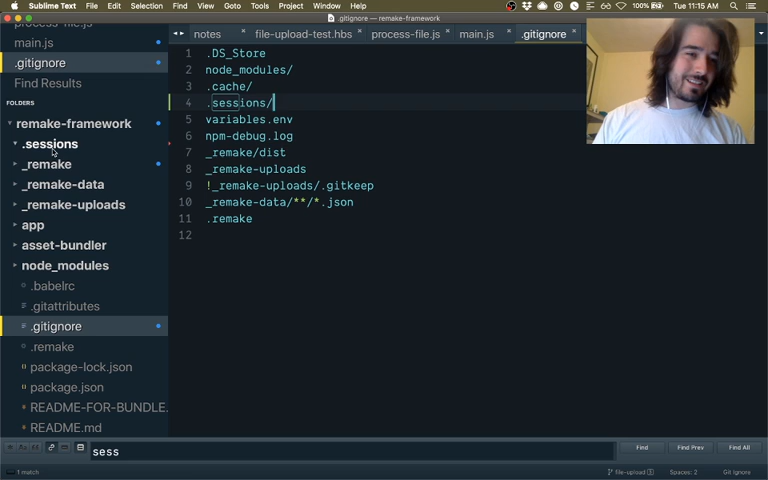 Sublime Text File Edit Selection Find View Goto Tools Project Window Help 100% Tue 11:15 AM
.gitignore — remake-framework
process-file.js
main.js
.gitignore
Find Results
FOLDERS
remake-framework
.sessions
_remake
_remake-data
_remake-uploads
app
asset-bundler
node_modules
.babelrc
.gitattributes
.gitignore
.remake
package-lock.json
package.json
README-FOR-BUNDLE.
README.md
notes file-upload-test.hbs process-file.js main.js .gitignore
1 .DS_Store
2 node_modules/
3 .cache/
4 .sessions/
5 variables.env
6 npm-debug.log
7 _remake/dist
8 _remake-uploads
9 !_remake-uploads/.gitkeep
10 _remake-data/**/*.json
11 .remake
12
sess Find Find Prev Find All
1 match file-upload Spaces: 2 Git Ignore